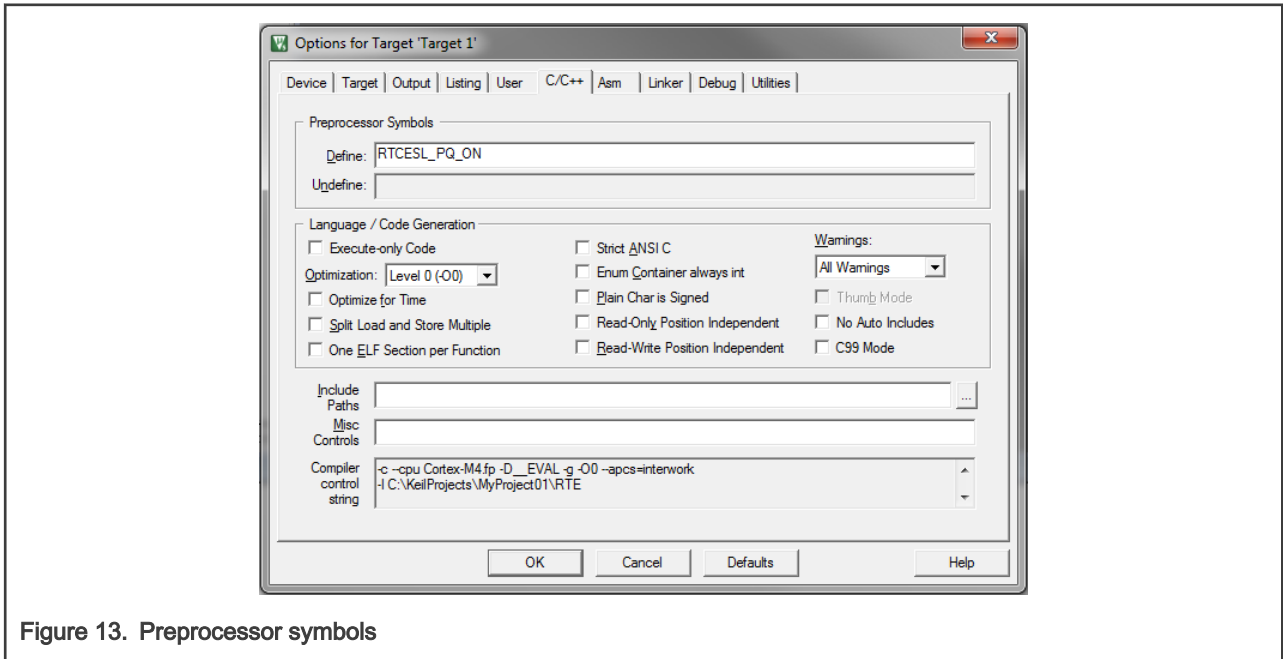 Options for Target 'Target 1'
Device Target Output Listing User C/C++ Asm Linker Debug Utilities
Preprocessor Symbols
Define: RTCESL_PQ_ON
Undefine:
Language / Code Generation
Execute-only Code
Optimization: Level 0 (-O0)
Optimize for Time
Split Load and Store Multiple
One ELF Section per Function
Strict ANSI C
Enum Container always int
Plain Char is Signed
Read-Only Position Independent
Read-Write Position Independent
Warnings:
All Warnings
Thumb Mode
No Auto Includes
C99 Mode
Include
Paths
...
Misc
Controls
Compiler
control
string
-c --cpu Cortex-M4.fp -D__EVAL -g -O0 --apcs=interwork
-I C:\KeilProjects\MyProject01\RTE
OK Cancel Defaults Help
Figure 13. Preprocessor symbols